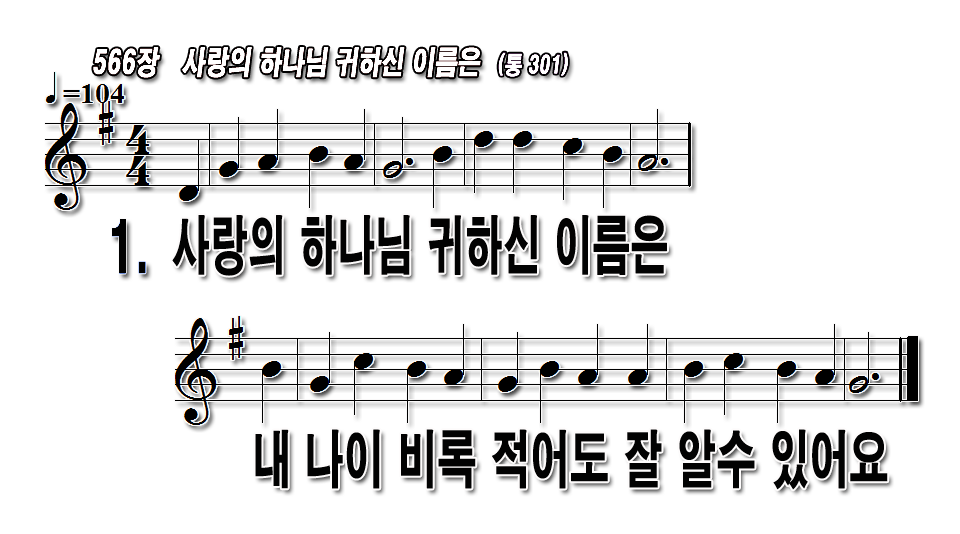 566장 사랑의 하나님 귀하신 이름은 (통 301)
♩=104
1. 사랑의 하나님 귀하신 이름은
내 나이 비록 적어도 잘 알수 있어요